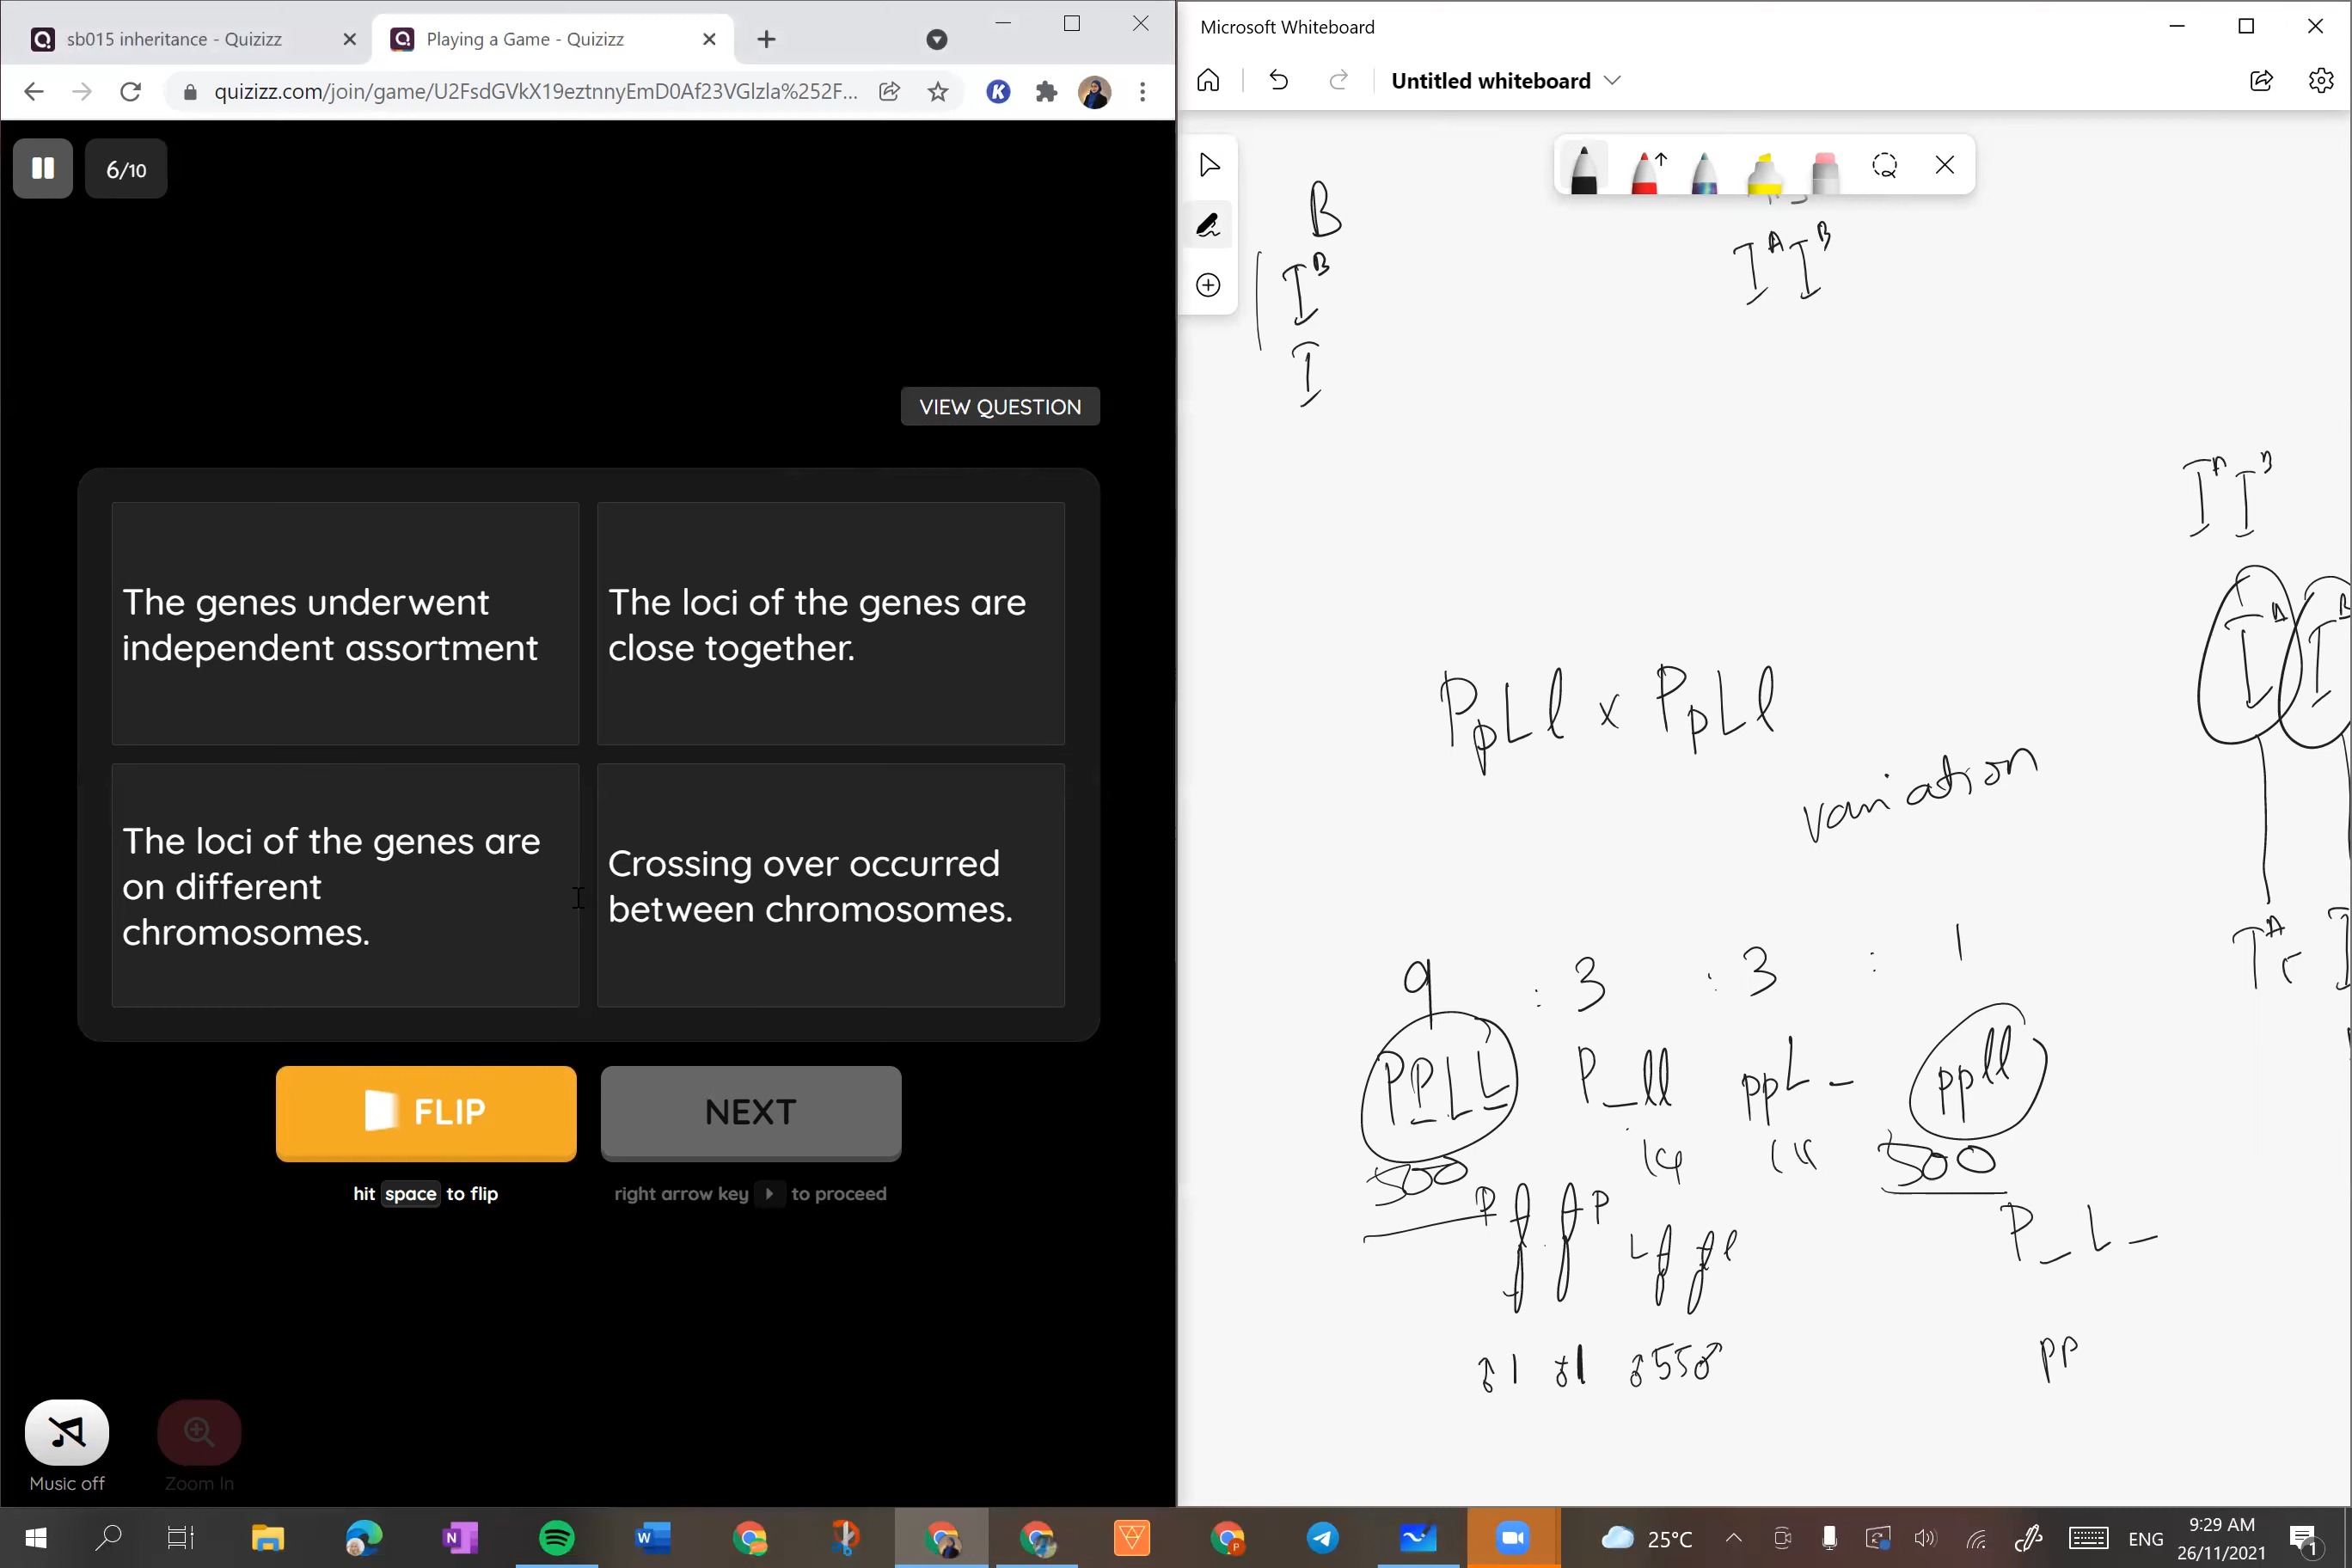 sb015 inheritance - Quizizz
Playing a Game - Quizizz
quizizz.com/join/game/U2FsdGVkX19eztnnyEmD0Af23VGlzla%252F...
6/10
VIEW QUESTION
The genes underwent
independent assortment
The loci of the genes are
close together.
The loci of the genes are
on different
chromosomes.
Crossing over occurred
between chromosomes.
FLIP
NEXT
hit space to flip
right arrow key to proceed
Music off
Zoom In
Microsoft Whiteboard
Untitled whiteboard
B
I^B
I
I^A I^B
I^A I^B
I^A I^B
PpLl x PpLl
variation
9 : 3 : 3 : 1
PPLL P_ll ppL_ ppll
500 14 14 500
P P L l
P_L_
PP
25°C
ENG
9:29 AM
26/11/2021
1